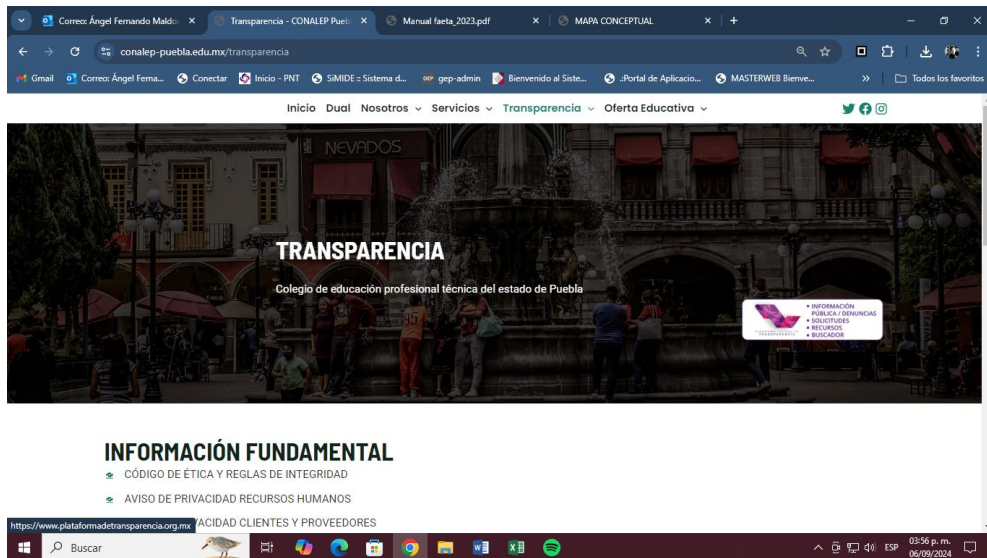 Correo: Ángel Fernando Maldo
Transparencia - CONALEP Pueb
Manual faeta_2023.pdf
MAPA CONCEPTUAL
conalep-puebla.edu.mx/transparencia
Gmail
Correo: Ángel Ferna...
Conectar
Inicio - PNT
SiMIDE :: Sistema d...
gep-admin
Bienvenido al Siste...
.:Portal de Aplicacio...
MASTERWEB Bienve...
»
Todos los favoritos
Inicio Dual Nosotros Servicios Transparencia Oferta Educativa
NEVADOS
TRANSPARENCIA
Colegio de educación profesional técnica del estado de Puebla
• INFORMACIÓN
PÚBLICA / DENUNCIAS
• SOLICITUDES
• RECURSOS
• BUSCADOR
TRANSPARENCIA
INFORMACIÓN FUNDAMENTAL
CÓDIGO DE ÉTICA Y REGLAS DE INTEGRIDAD
AVISO DE PRIVACIDAD RECURSOS HUMANOS
VACIDAD CLIENTES Y PROVEEDORES
https://www.plataformadetransparencia.org.mx
Buscar
ESP
03:56 p. m.
06/09/2024